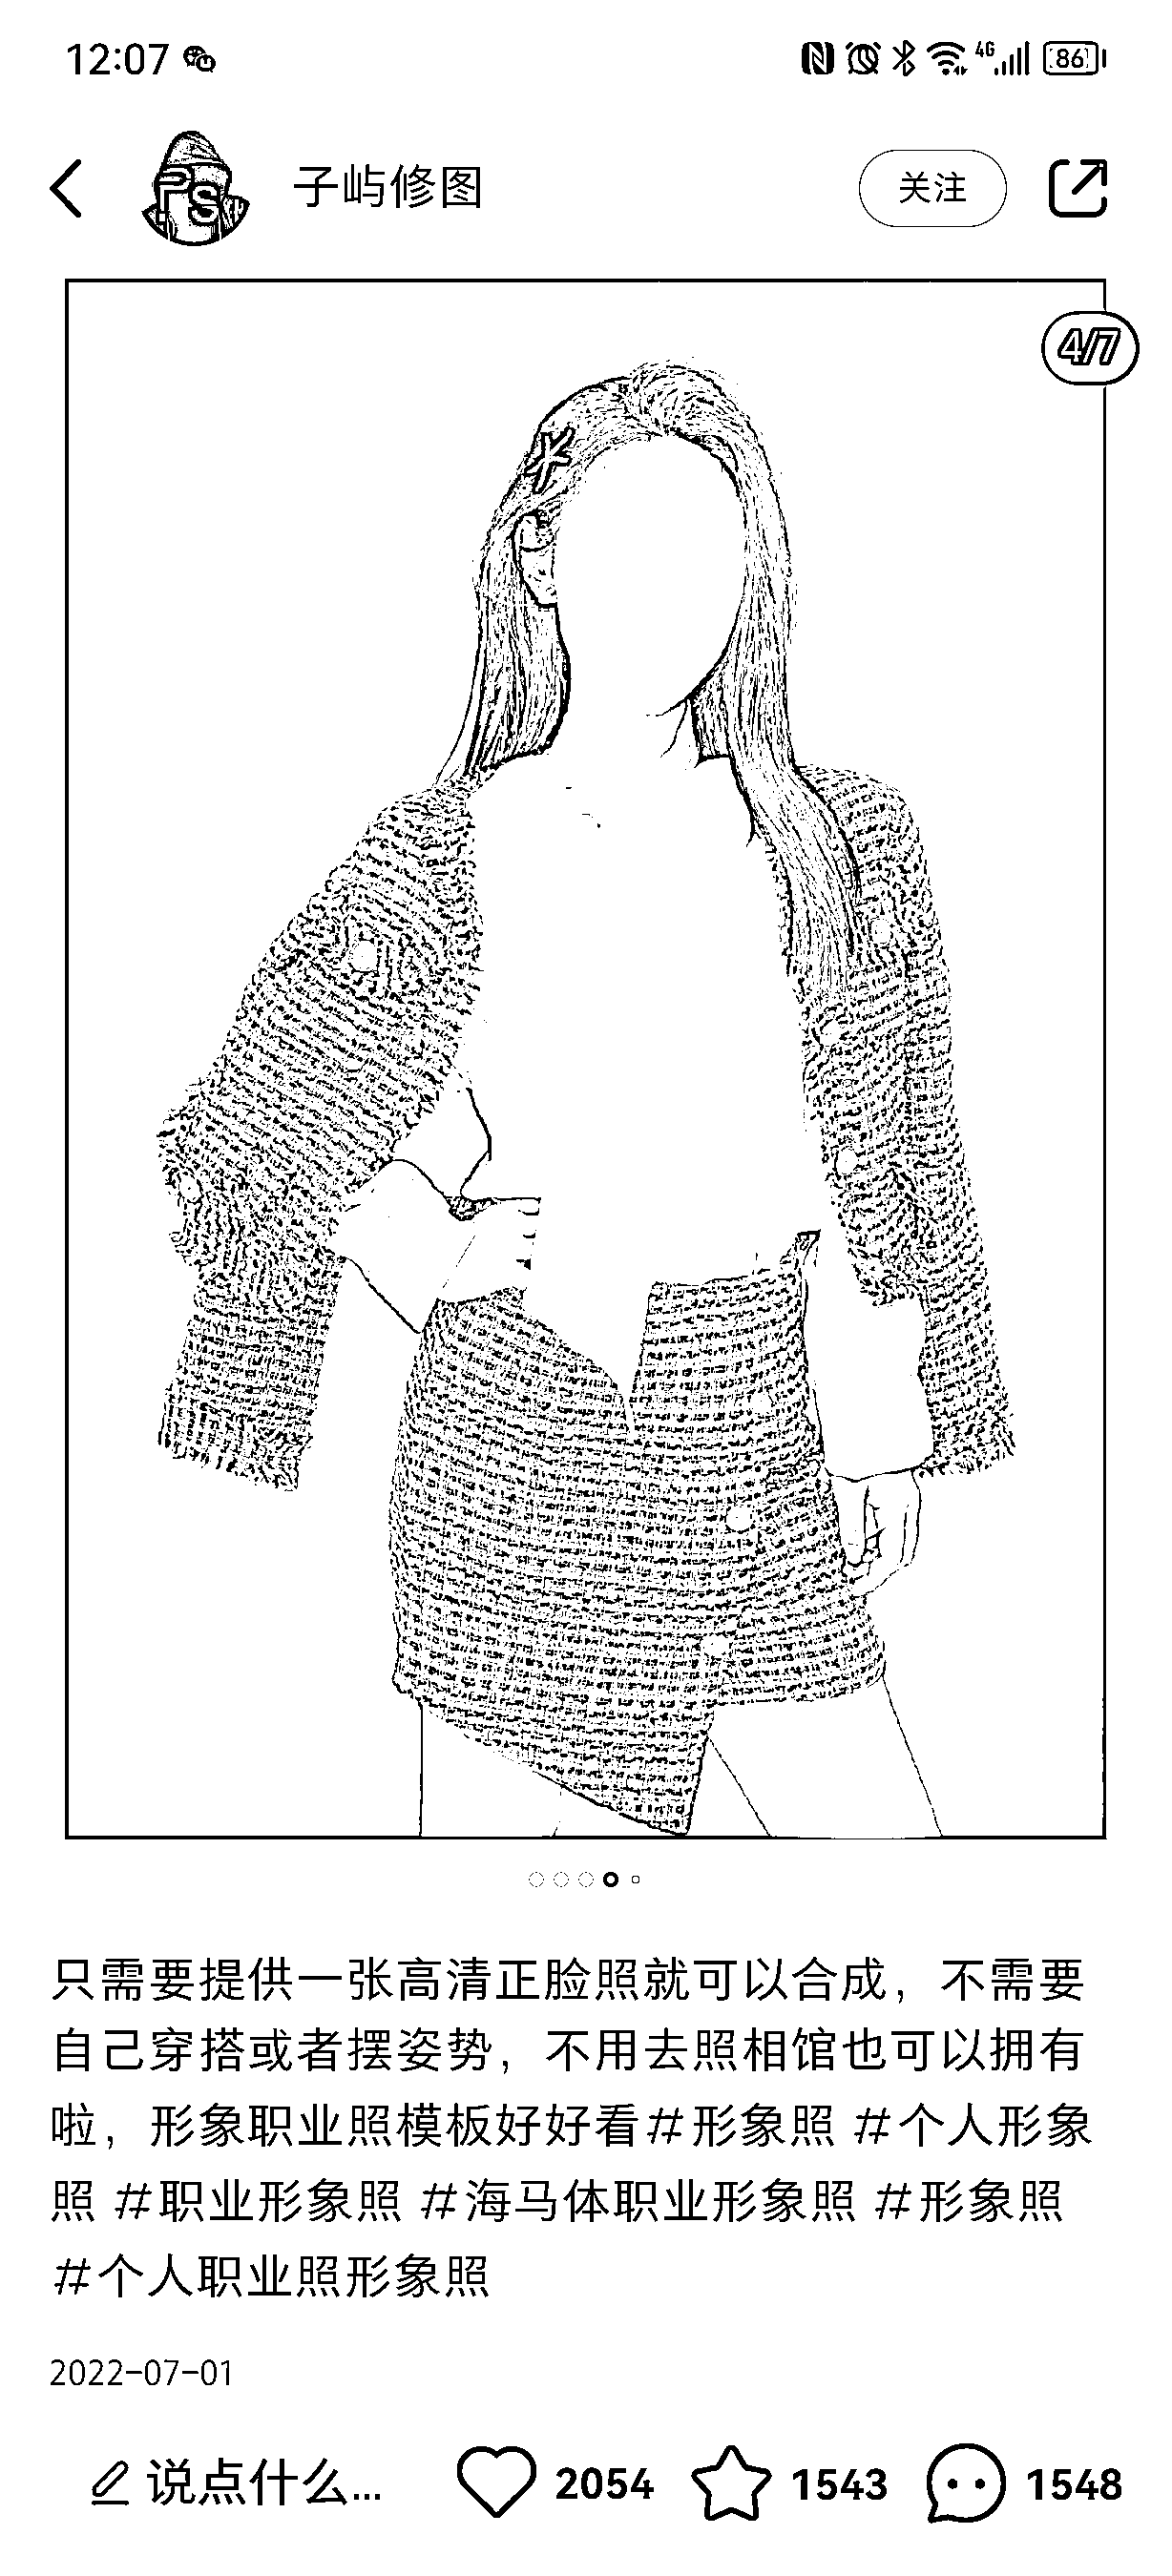 12:07
4G
86
PS
子屿修图
关注
4/7
只需要提供一张高清正脸照就可以合成，不需要
自己穿搭或者摆姿势，不用去照相馆也可以拥有
啦，形象职业照模板好好看#形象照 #个人形象
照 #职业形象照 #海马体职业形象照 #形象照
#个人职业照形象照
2022-07-01
说点什么...
2054
1543
1548